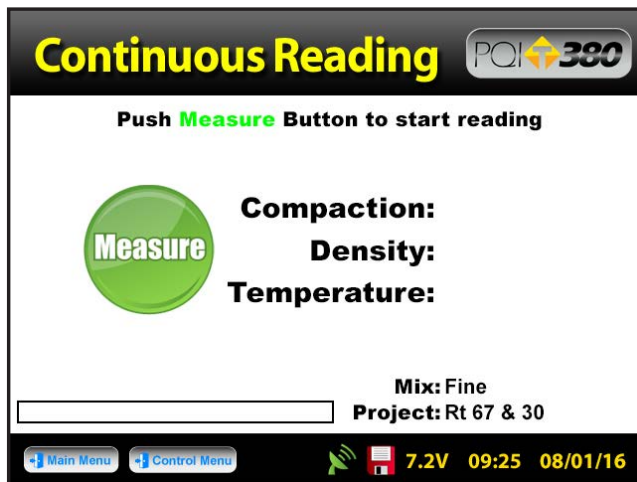 Continuous Reading PQI T 380
Push Measure Button to start reading
Measure
Compaction:
Density:
Temperature:
Mix: Fine
Project: Rt 67 & 30
Main Menu Control Menu 7.2V 09:25 08/01/16